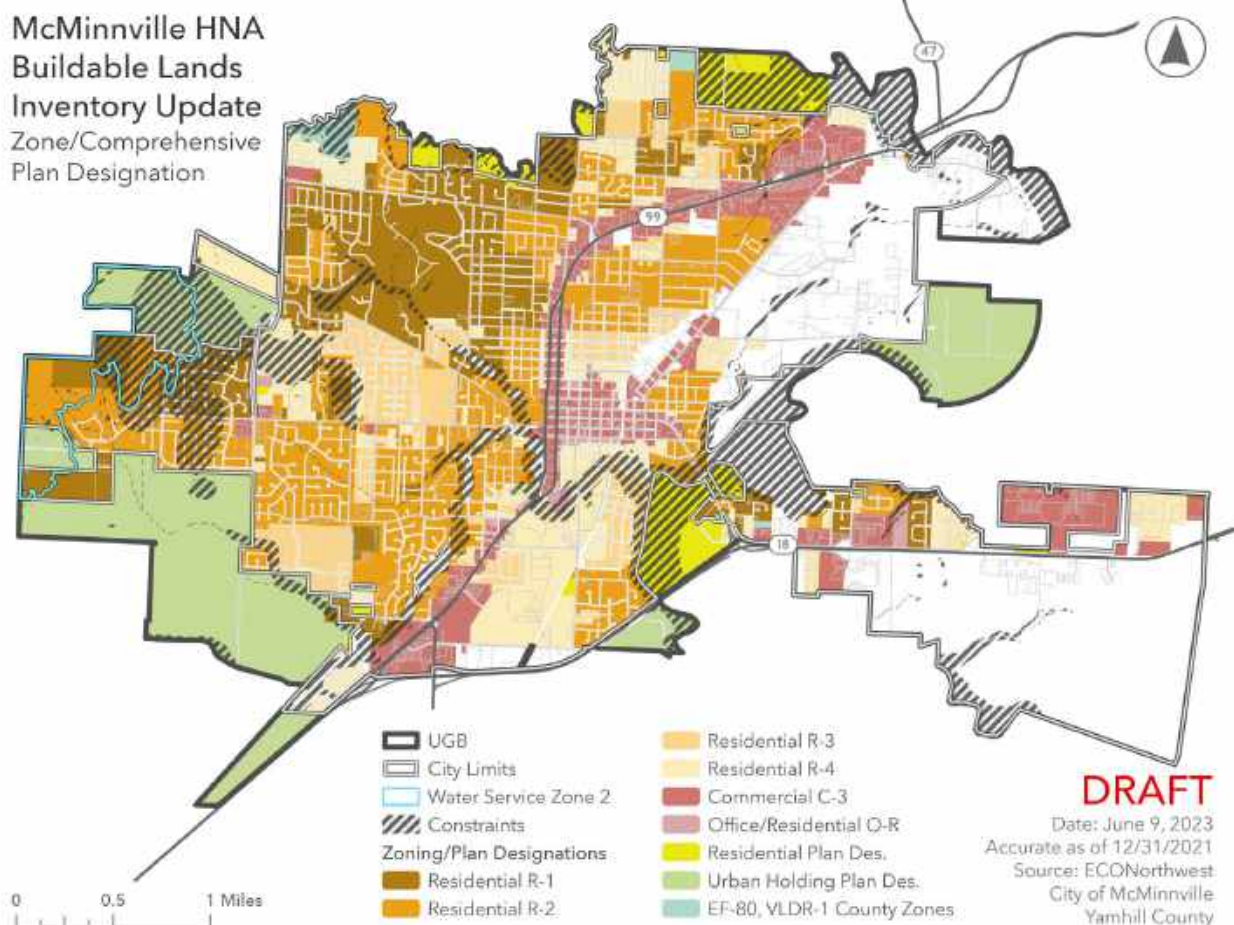 McMinnville HNA
Buildable Lands
Inventory Update
Zone/Comprehensive
Plan Designation
47
99
18
UGB
City Limits
Water Service Zone 2
Constraints
Zoning/Plan Designations
Residential R-1
Residential R-2
Residential R-3
Residential R-4
Commercial C-3
Office/Residential O-R
Residential Plan Des.
Urban Holding Plan Des.
EF-80, VLDR-1 County Zones
DRAFT
Date: June 9, 2023
Accurate as of 12/31/2021
Source: ECONorthwest
City of McMinnville
Yamhill County
0 0.5 1 Miles